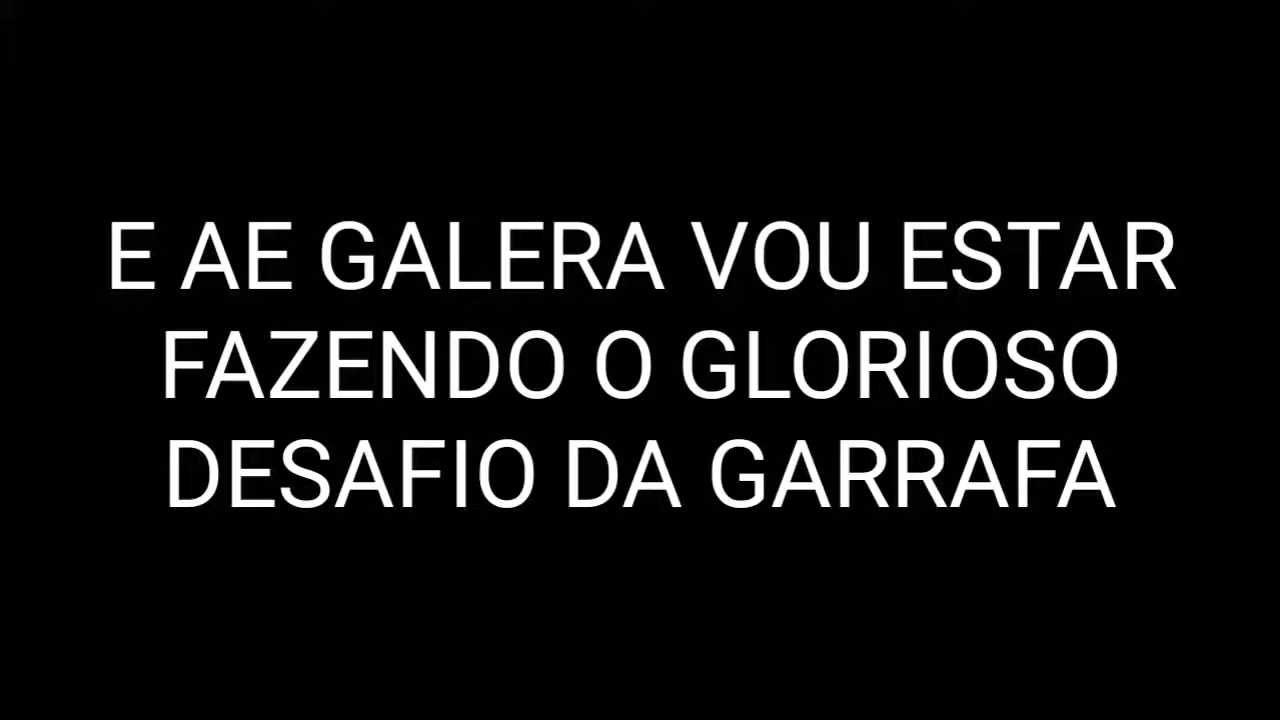 E AE GALERA VOU ESTAR
FAZENDO O GLORIOSO
DESAFIO DA GARRAFA